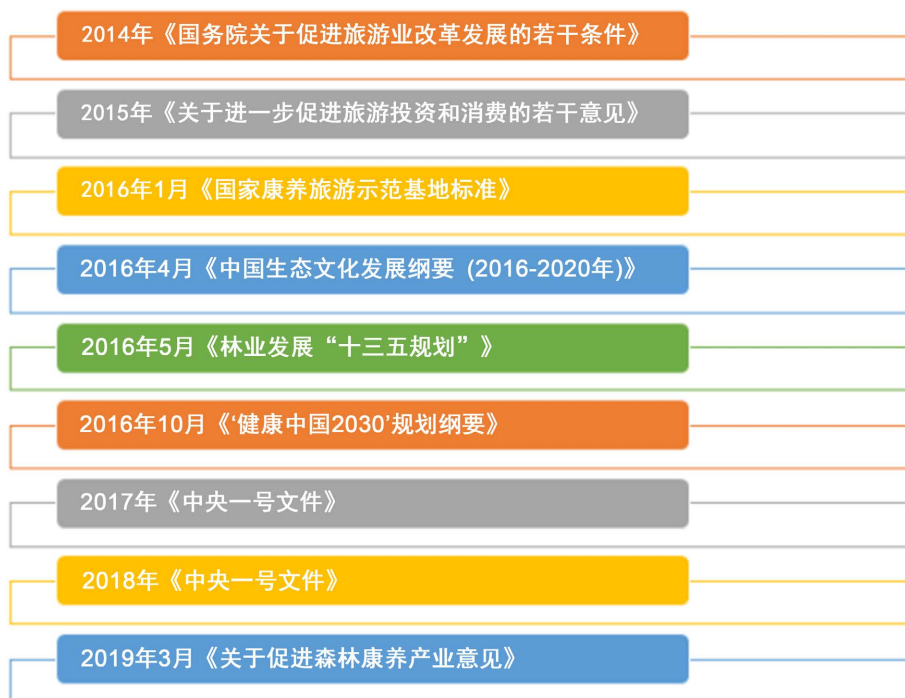 2014年《国务院关于促进旅游业改革发展的若干条件》
2015年《关于进一步促进旅游投资和消费的若干意见》
2016年1月《国家康养旅游示范基地标准》
2016年4月《中国生态文化发展纲要 (2016-2020年)》
2016年5月《林业发展“十三五规划”》
2016年10月《‘健康中国2030’规划纲要》
2017年《中央一号文件》
2018年《中央一号文件》
2019年3月《关于促进森林康养产业意见》